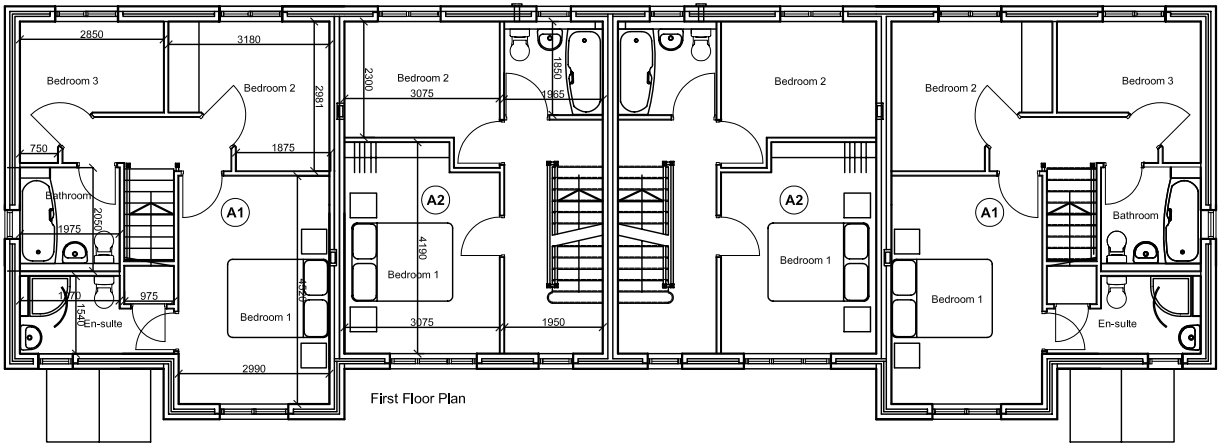 2850
3180
Bedroom 3
Bedroom 2
2981
750
1875
Bathroom
2050
1975
A1
1970
975
1540
En-suite
4520
Bedroom 1
2990
2300
Bedroom 2
3075
1850
1965
A2
4190
Bedroom 1
3075
1950
Bedroom 2
A2
Bedroom 1
Bedroom 2
Bedroom 3
A1
Bathroom
Bedroom 1
En-suite
First Floor Plan